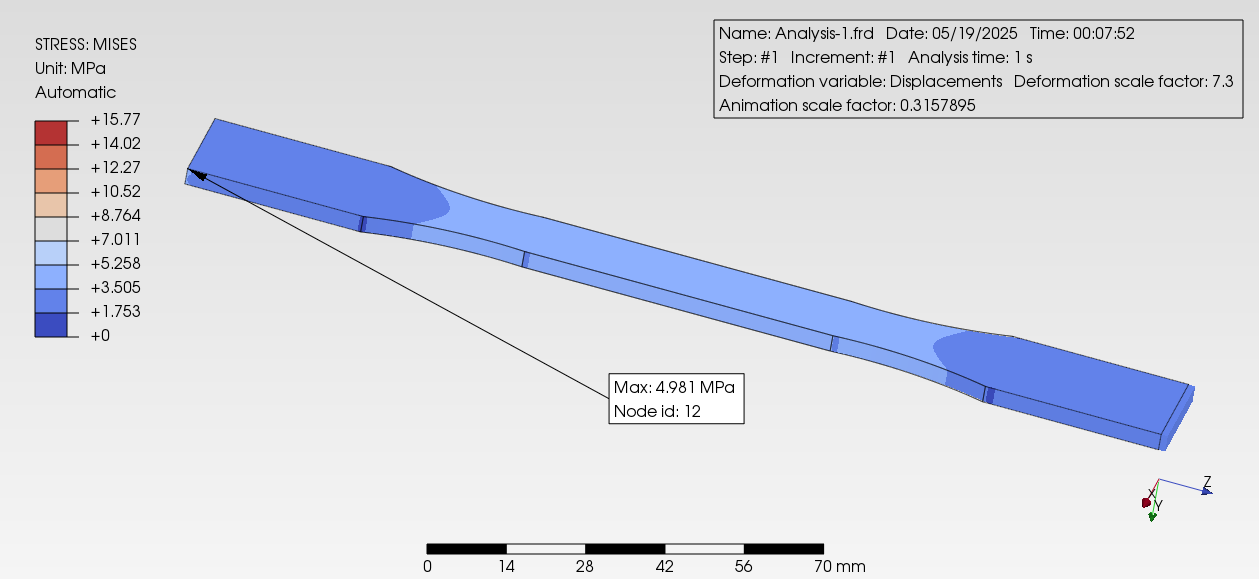 STRESS: MISES
Unit: MPa
Automatic
+15.77
+14.02
+12.27
+10.52
+8.764
+7.011
+5.258
+3.505
+1.753
+0
Name: Analysis-1.frd Date: 05/19/2025 Time: 00:07:52
Step: #1 Increment: #1 Analysis time: 1 s
Deformation variable: Displacements Deformation scale factor: 7.3
Animation scale factor: 0.3157895
Max: 4.981 MPa
Node id: 12
Z
X
Y
0 14 28 42 56 70 mm